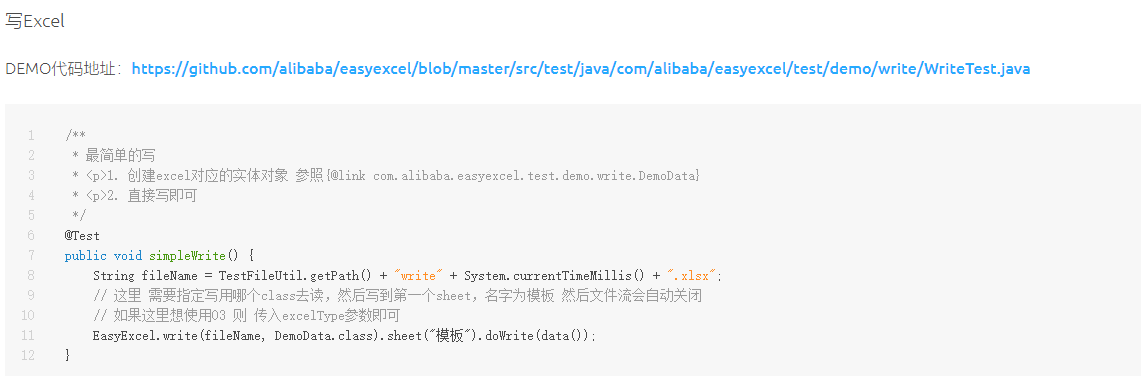 写Excel
DEMO代码地址：https://github.com/alibaba/easyexcel/blob/master/src/test/java/com/alibaba/easyexcel/test/demo/write/WriteTest.java
1 /**
2 * 最简单的写
3 * <p>1. 创建excel对应的实体对象 参照{@link com.alibaba.easyexcel.test.demo.write.DemoData}
4 * <p>2. 直接写即可
5 */
6 @Test
7 public void simpleWrite() {
8 String fileName = TestFileUtil.getPath() + "write" + System.currentTimeMillis() + ".xlsx";
9 // 这里 需要指定写用哪个class去读，然后写到第一个sheet，名字为模板 然后文件流会自动关闭
10 // 如果这里想使用03 则 传入excelType参数即可
11 EasyExcel.write(fileName, DemoData.class).sheet("模板").doWrite(data());
12 }